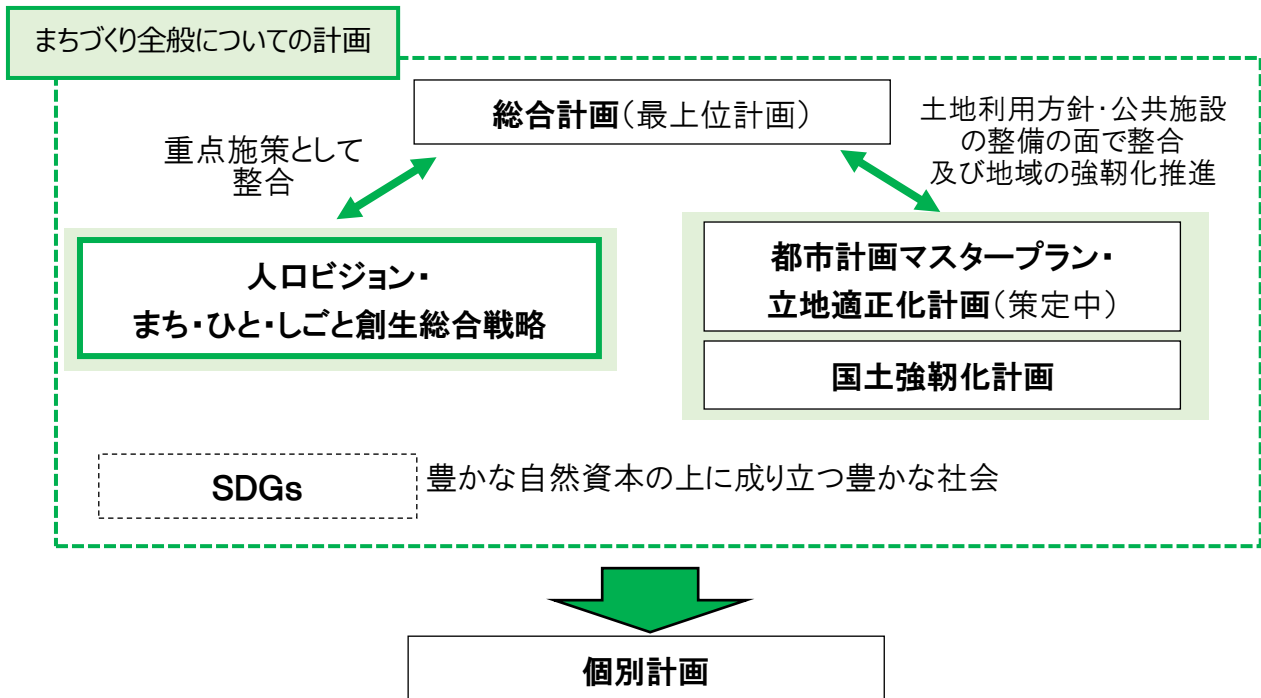 まちづくり全般についての計画
総合計画（最上位計画）
重点施策として
整合
土地利用方針・公共施設
の整備の面で整合
及び地域の強靭化推進
人口ビジョン・
まち・ひと・しごと創生総合戦略
都市計画マスタープラン・
立地適正化計画（策定中）
国土強靭化計画
SDGs
豊かな自然資本の上に成り立つ豊かな社会
個別計画